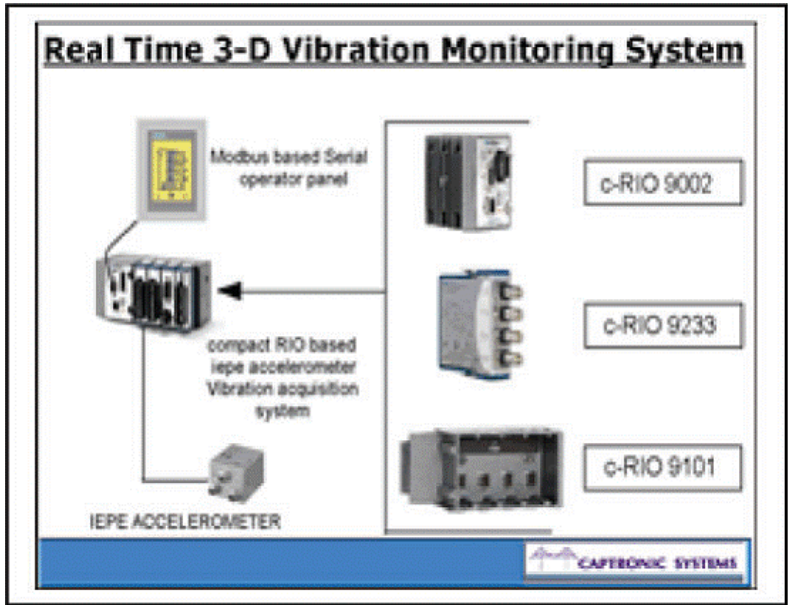 Real Time 3-D Vibration Monitoring System
Modbus based Serial
operator panel
c-RIO 9002
c-RIO 9233
compact RIO based
iepe accelerometer
Vibration acquisition
system
c-RIO 9101
IEPE ACCELEROMETER
CAPTRONIC SYSTEMS